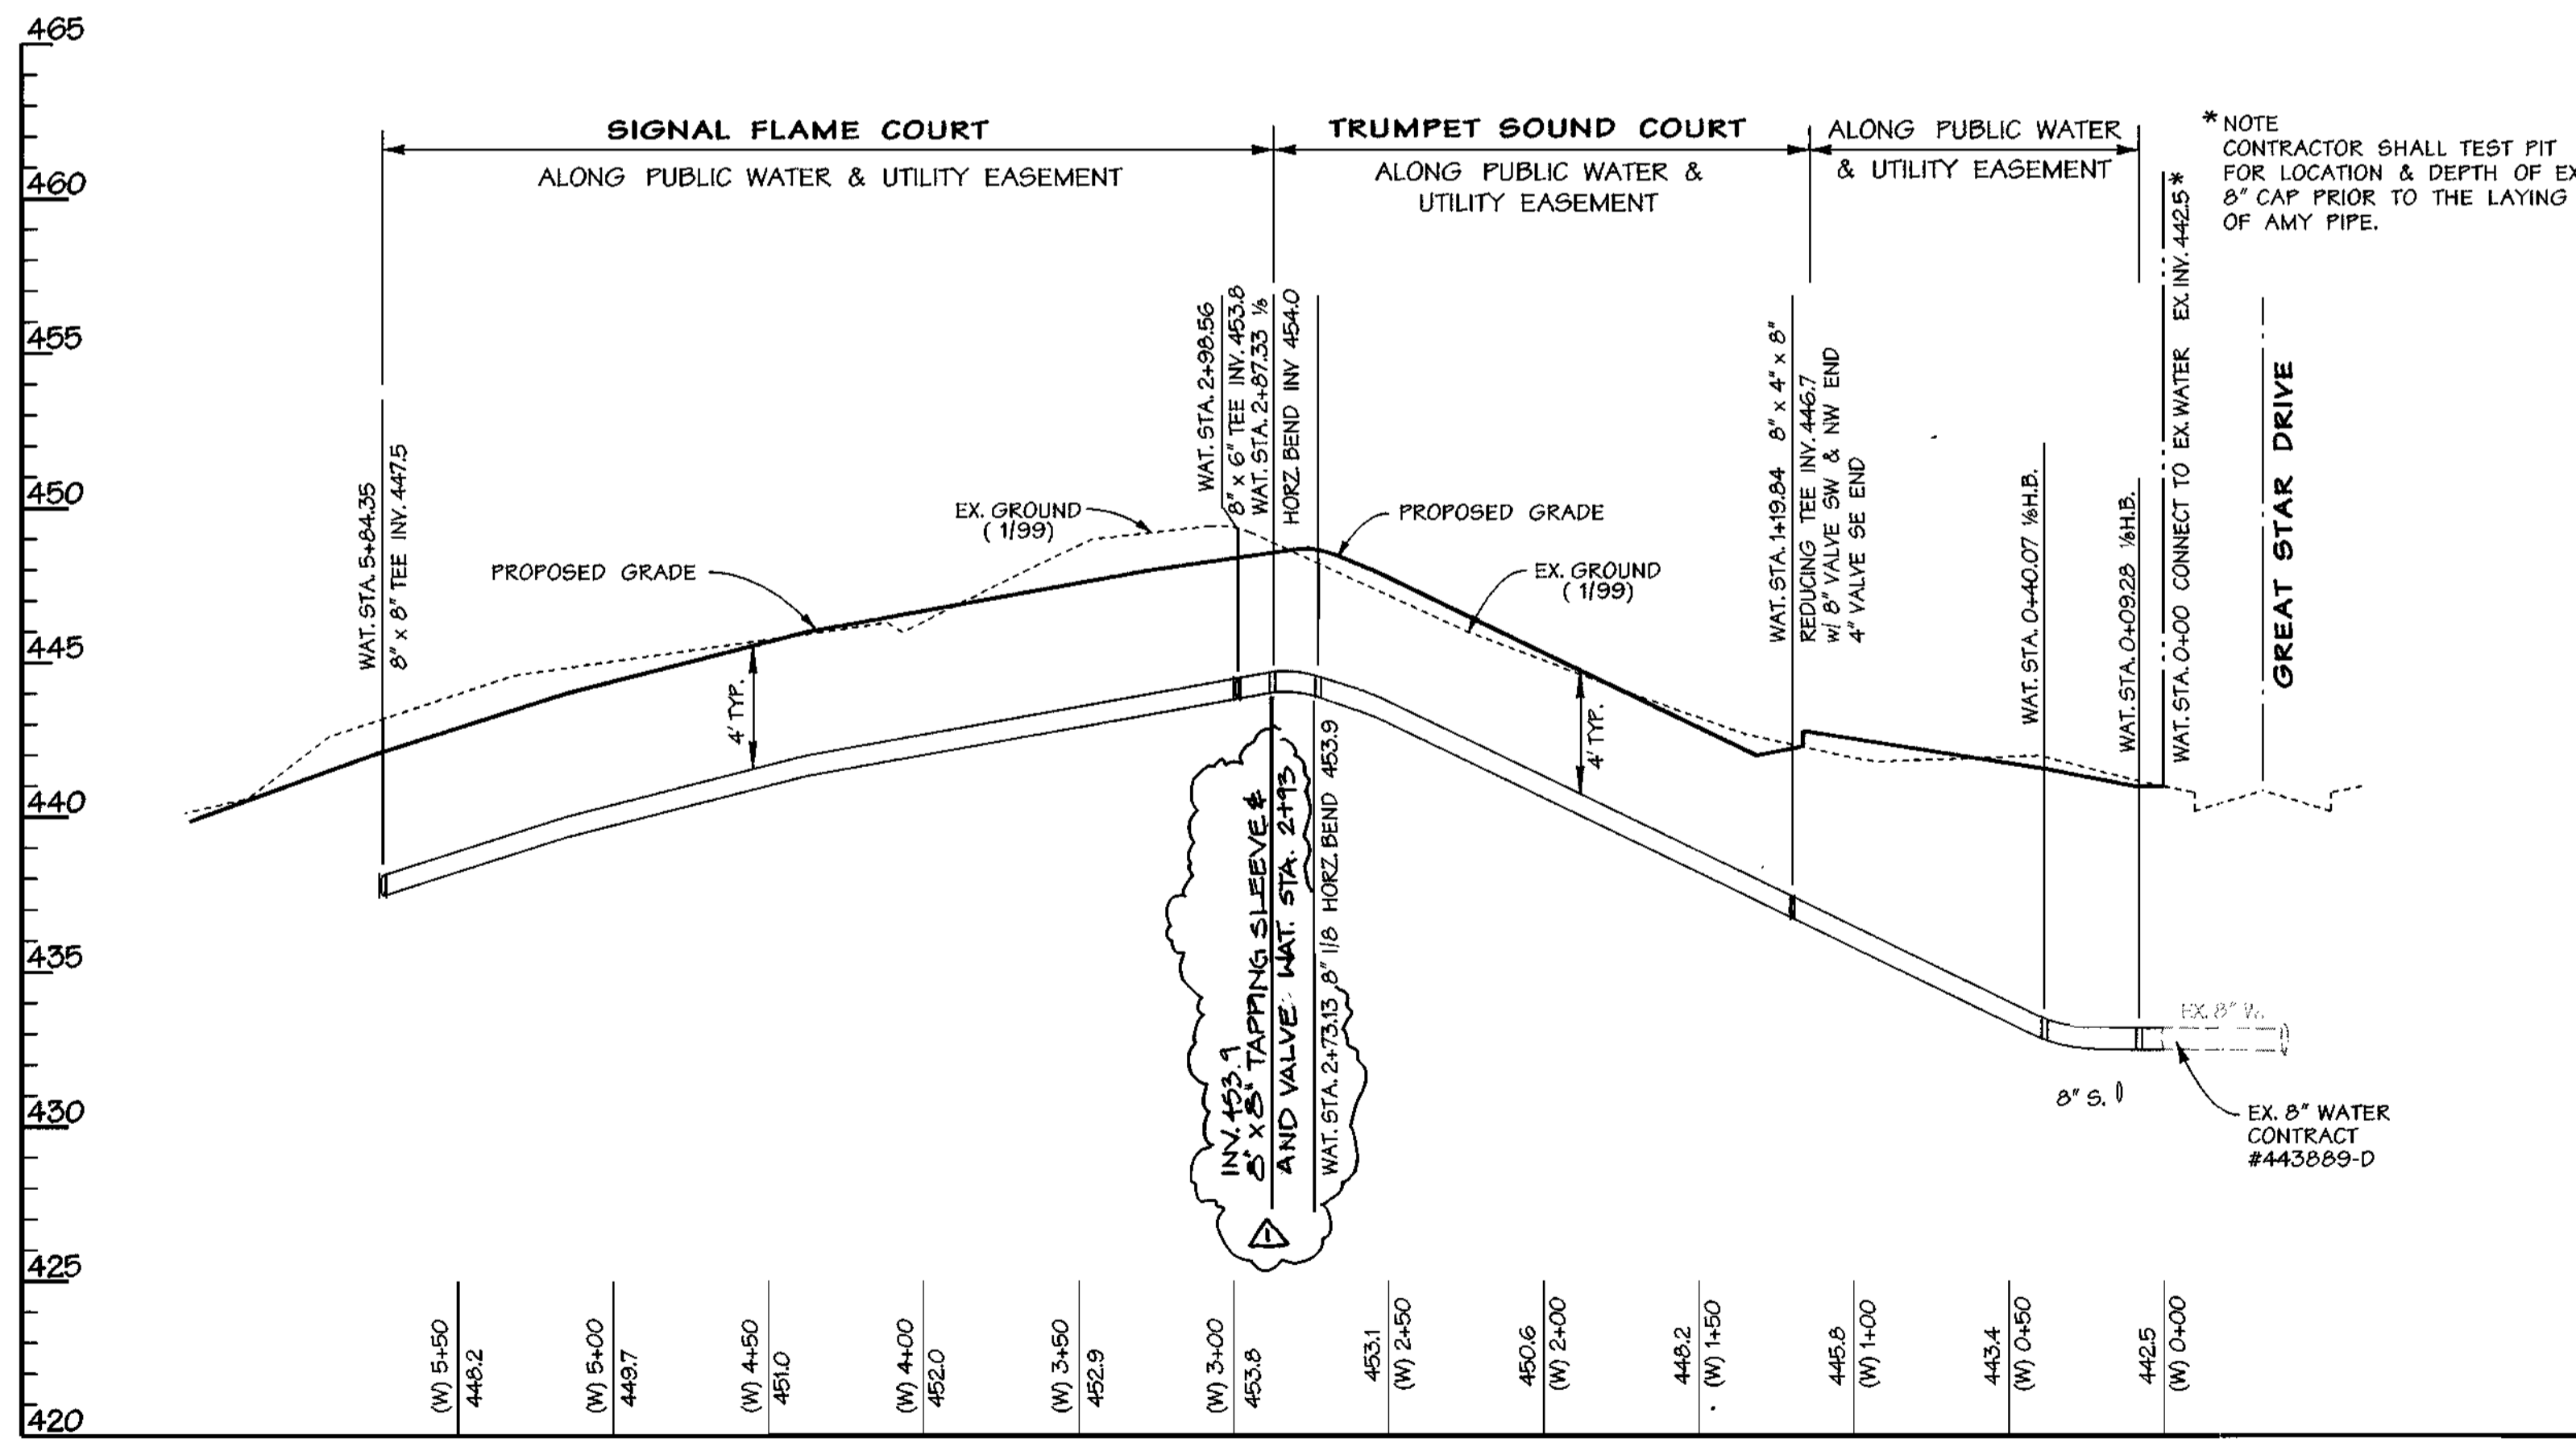 465
460
455
450
445
440
435
430
425
420
SIGNAL FLAME COURT
ALONG PUBLIC WATER & UTILITY EASEMENT
TRUMPET SOUND COURT
ALONG PUBLIC WATER &
UTILITY EASEMENT
ALONG PUBLIC WATER
& UTILITY EASEMENT
* NOTE
CONTRACTOR SHALL TEST PIT
FOR LOCATION & DEPTH OF EX
8" CAP PRIOR TO THE LAYING
OF AMY PIPE.
WAT. STA. 5+84.35
8" x 8" TEE INV. 447.5
PROPOSED GRADE
EX. GROUND
( 1/99)
4' TYP.
WAT. STA. 2+98.56
8" x 6" TEE INV. 453.8
WAT. STA. 2+87.33 ⅛
HORZ. BEND INV 454.0
PROPOSED GRADE
EX. GROUND
( 1/99)
4' TYP.
WAT. STA. 1+19.84 8" x 4" x 8"
REDUCING TEE INV. 446.7
w/ 8" VALVE SW & NW END
4" VALVE SE END
WAT. STA. 0+40.07 ⅛H.B.
WAT. STA. 0+09.28 ⅛H.B.
WAT. STA. 0+00 CONNECT TO EX. WATER EX. INV. 442.5*
GREAT STAR DRIVE
INV. 453.9
8" x 8" TAPPING SLEEVE &
AND VALVE WAT. STA. 2+93
WAT. STA. 2+73.13 8" 1/8 HORZ. BEND 453.9
1
EX. 8" W.
8" S.
EX. 8" WATER
CONTRACT
#443889-D
(W) 5+50
448.2
(W) 5+00
449.7
(W) 4+50
451.0
(W) 4+00
452.0
(W) 3+50
452.9
(W) 3+00
453.8
453.1
(W) 2+50
450.6
(W) 2+00
448.2
(W) 1+50
445.8
(W) 1+00
443.4
(W) 0+50
442.5
(W) 0+00